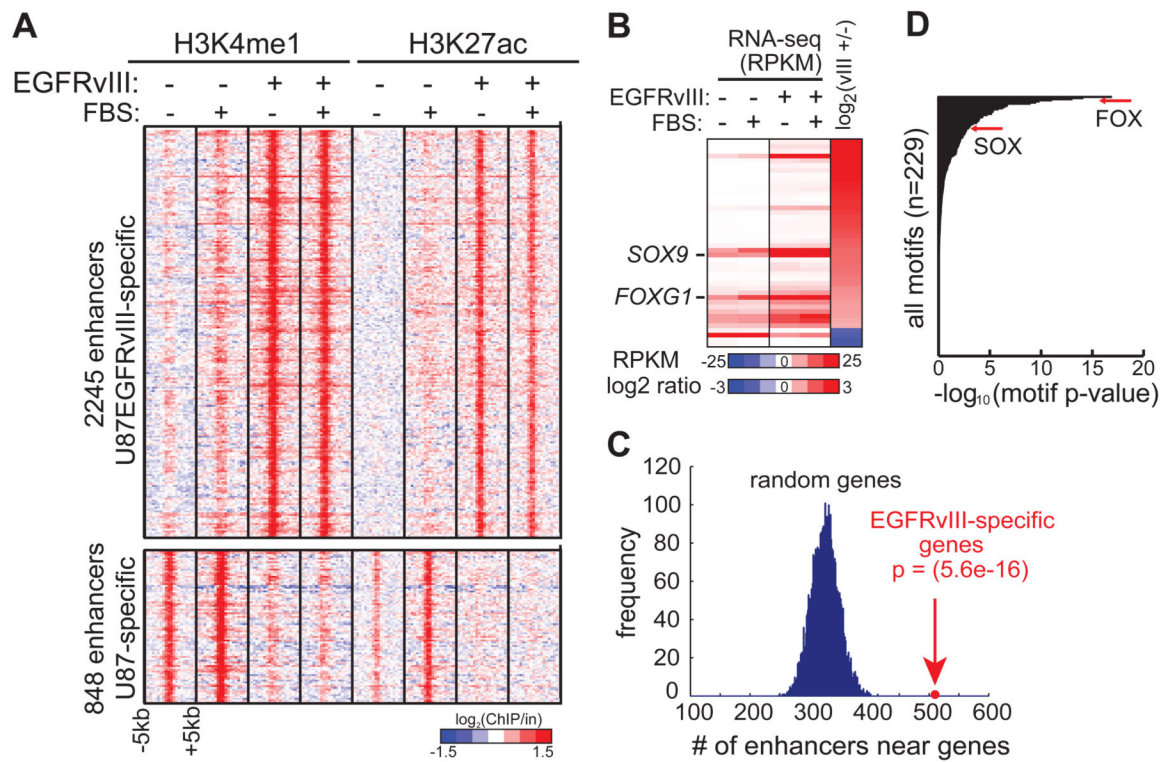 A
H3K4me1 H3K27ac
EGFRvIII: - - + + - - + +
FBS: - + - + - + - +
2245 enhancers
U87EGFRvIII-specific
848 enhancers
U87-specific
-5kb
+5kb
log2(ChIP/in)
-1.5 1.5
B
RNA-seq
(RPKM)
log2(vIII +/-)
EGFRvIII: - - + +
FBS: - + - +
SOX9
FOXG1
RPKM -25 0 25
log2 ratio -3 0 3
C
120
100
80
60
40
20
0
frequency
random genes
EGFRvIII-specific
genes
p = (5.6e-16)
100 200 300 400 500 600
# of enhancers near genes
D
all motifs (n=229)
FOX
SOX
0 5 10 15 20
-log10(motif p-value)